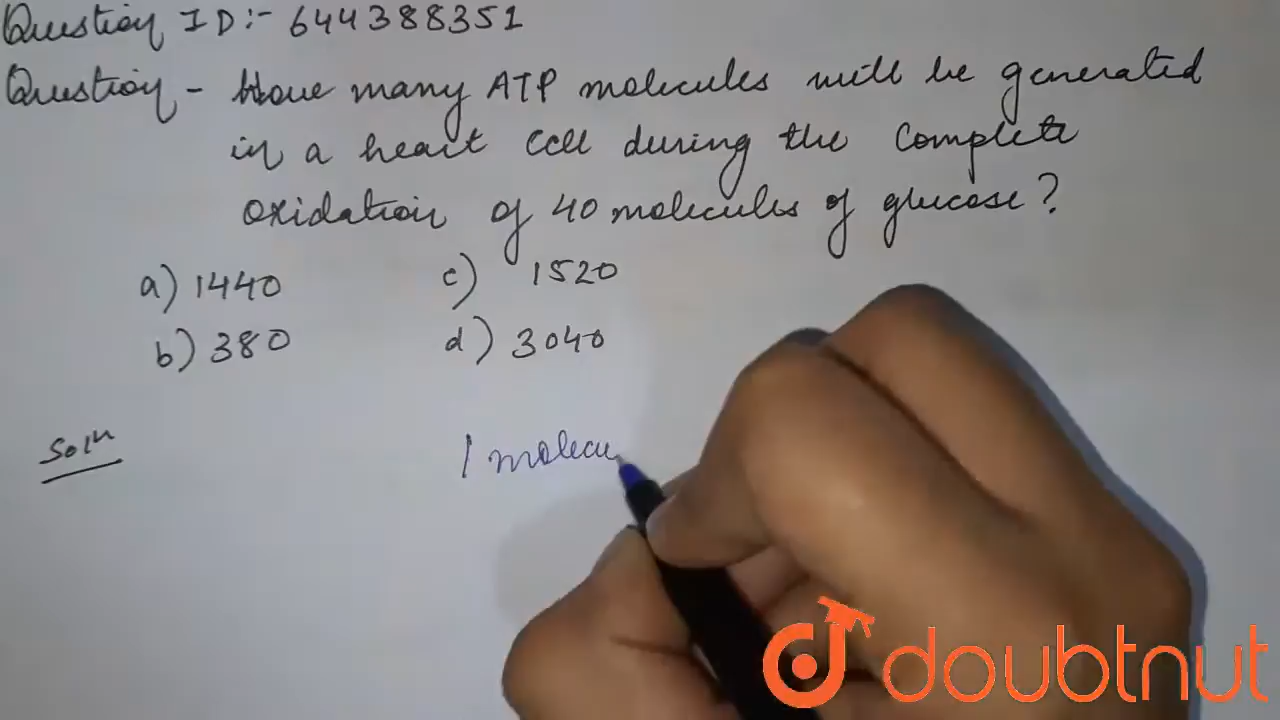 Question ID:- 644388351
Question - How many ATP molecules will be generated
in a heart cell during the complete
oxidation of 40 molecules of glucose?
a) 1440 c) 1520
b) 380 d) 3040
Soln 1 molecu
doubtnut